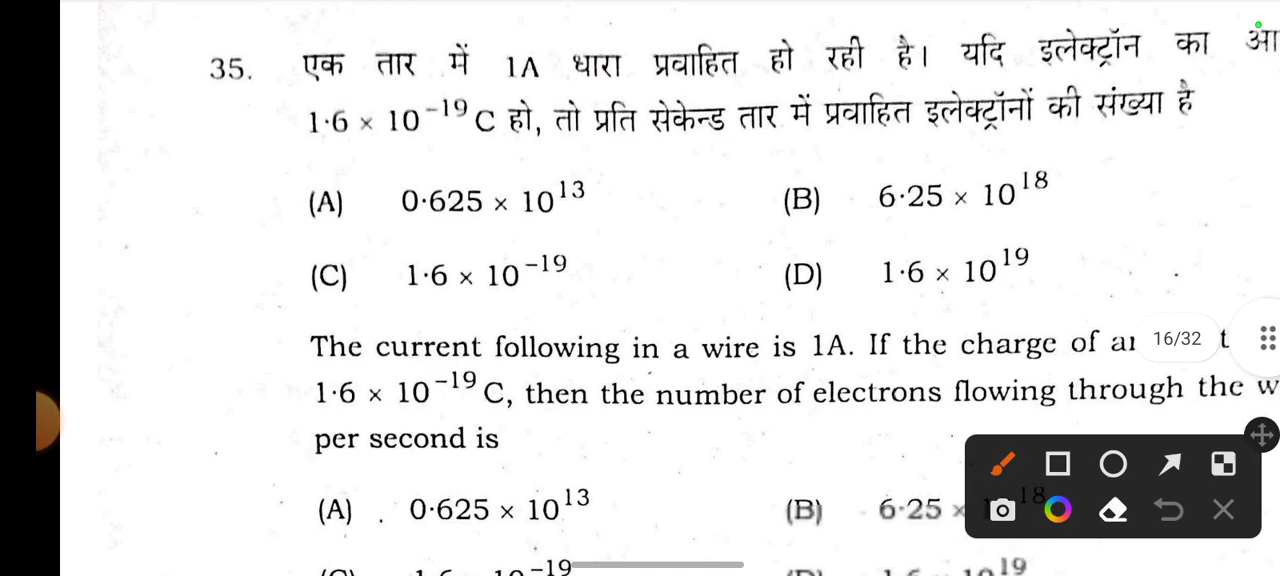 35. एक तार में 1A धारा प्रवाहित हो रही है। यदि इलेक्ट्रॉन का
1·6 × 10⁻¹⁹ C हो, तो प्रति सेकेन्ड तार में प्रवाहित इलेक्ट्रॉनों की संख्या है
(A) 0·625 × 10¹³ (B) 6·25 × 10¹⁸
(C) 1·6 × 10⁻¹⁹ (D) 1·6 × 10¹⁹
The current following in a wire is 1A. If the charge of
16/32
1·6 × 10⁻¹⁹ C, then the number of electrons flowing through the
per second is
(A) 0·625 × 10¹³ (B) 6·25 × 18